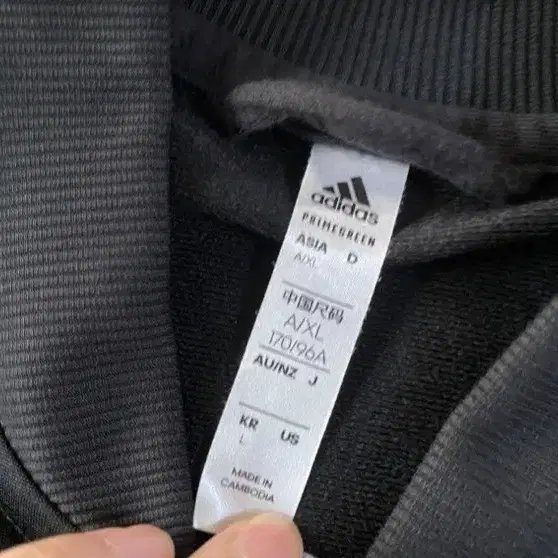 adidas
PRIMEGREEN
ASIA D
A/XL
中国尺码
A/XL
170/96A
AU/NZ J
KR US
L
MADE IN
CAMBODIA